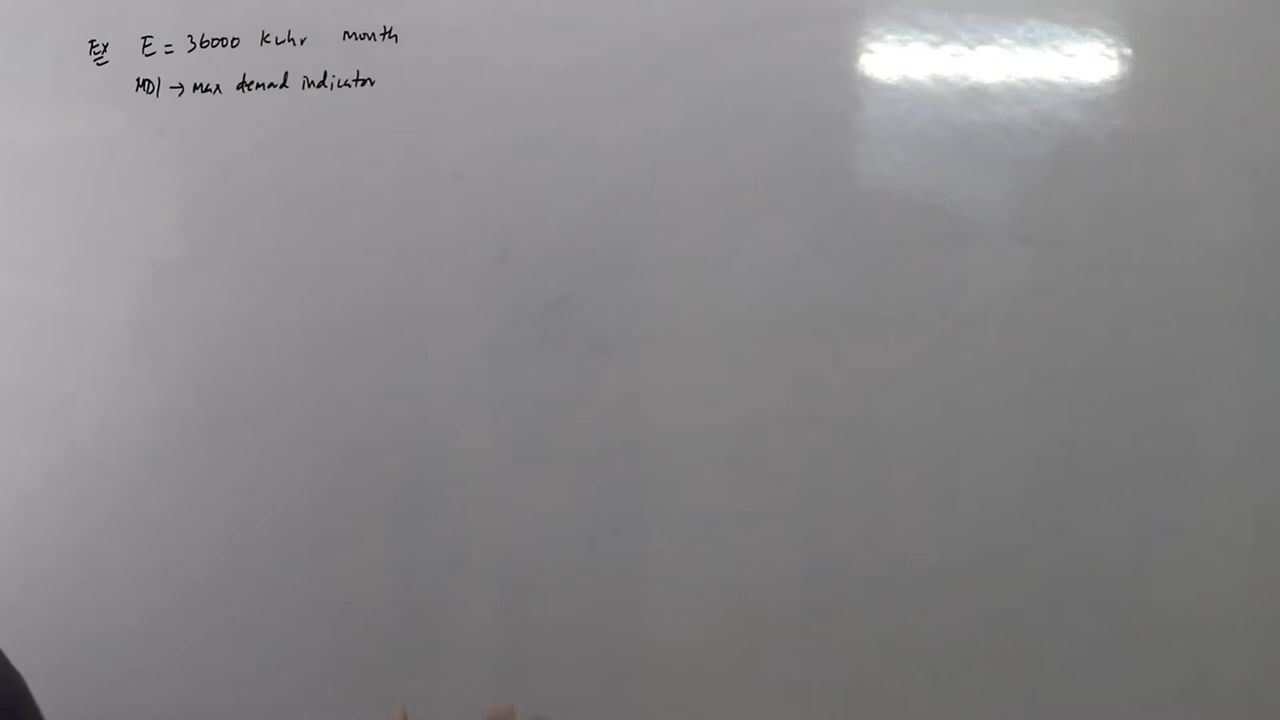 Ex E = 36000 kwhr month
MDI → max demand indicator